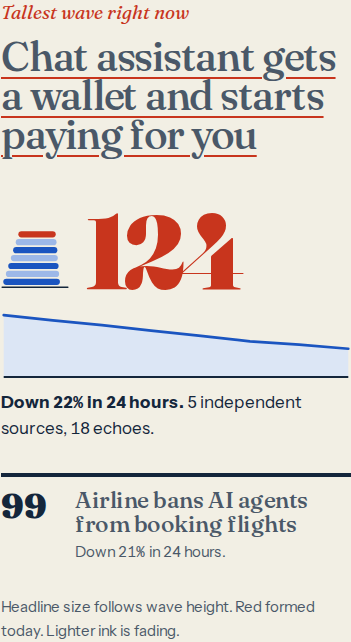 Tallest wave right now
Chat assistant gets
a wallet and starts
paying for you
124
Down 22% in 24 hours. 5 independent
sources, 18 echoes.
99
Airline bans AI agents
from booking flights
Down 21% in 24 hours.
Headline size follows wave height. Red formed
today. Lighter ink is fading.